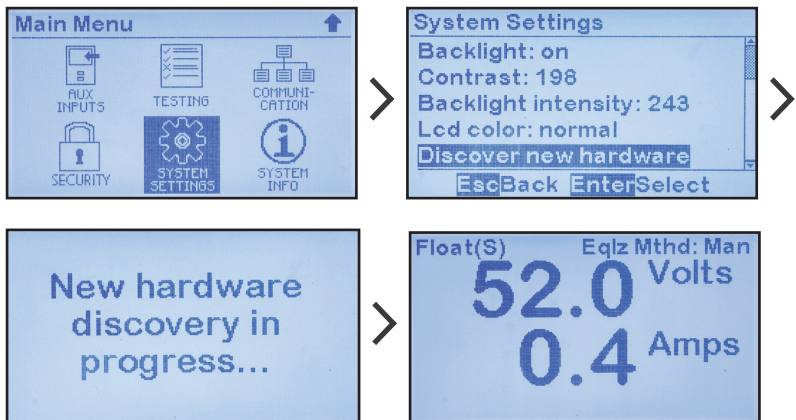 Main Menu
AUX
INPUTS
TESTING
COMMUNI-
CATION
SECURITY
SYSTEM
SETTINGS
SYSTEM
INFO
System Settings
Backlight: on
Contrast: 198
Backlight intensity: 243
Lcd color: normal
Discover new hardware
EscBack EnterSelect
New hardware
discovery in
progress...
Float(S) Eqlz Mthd: Man
52.0 Volts
0.4 Amps